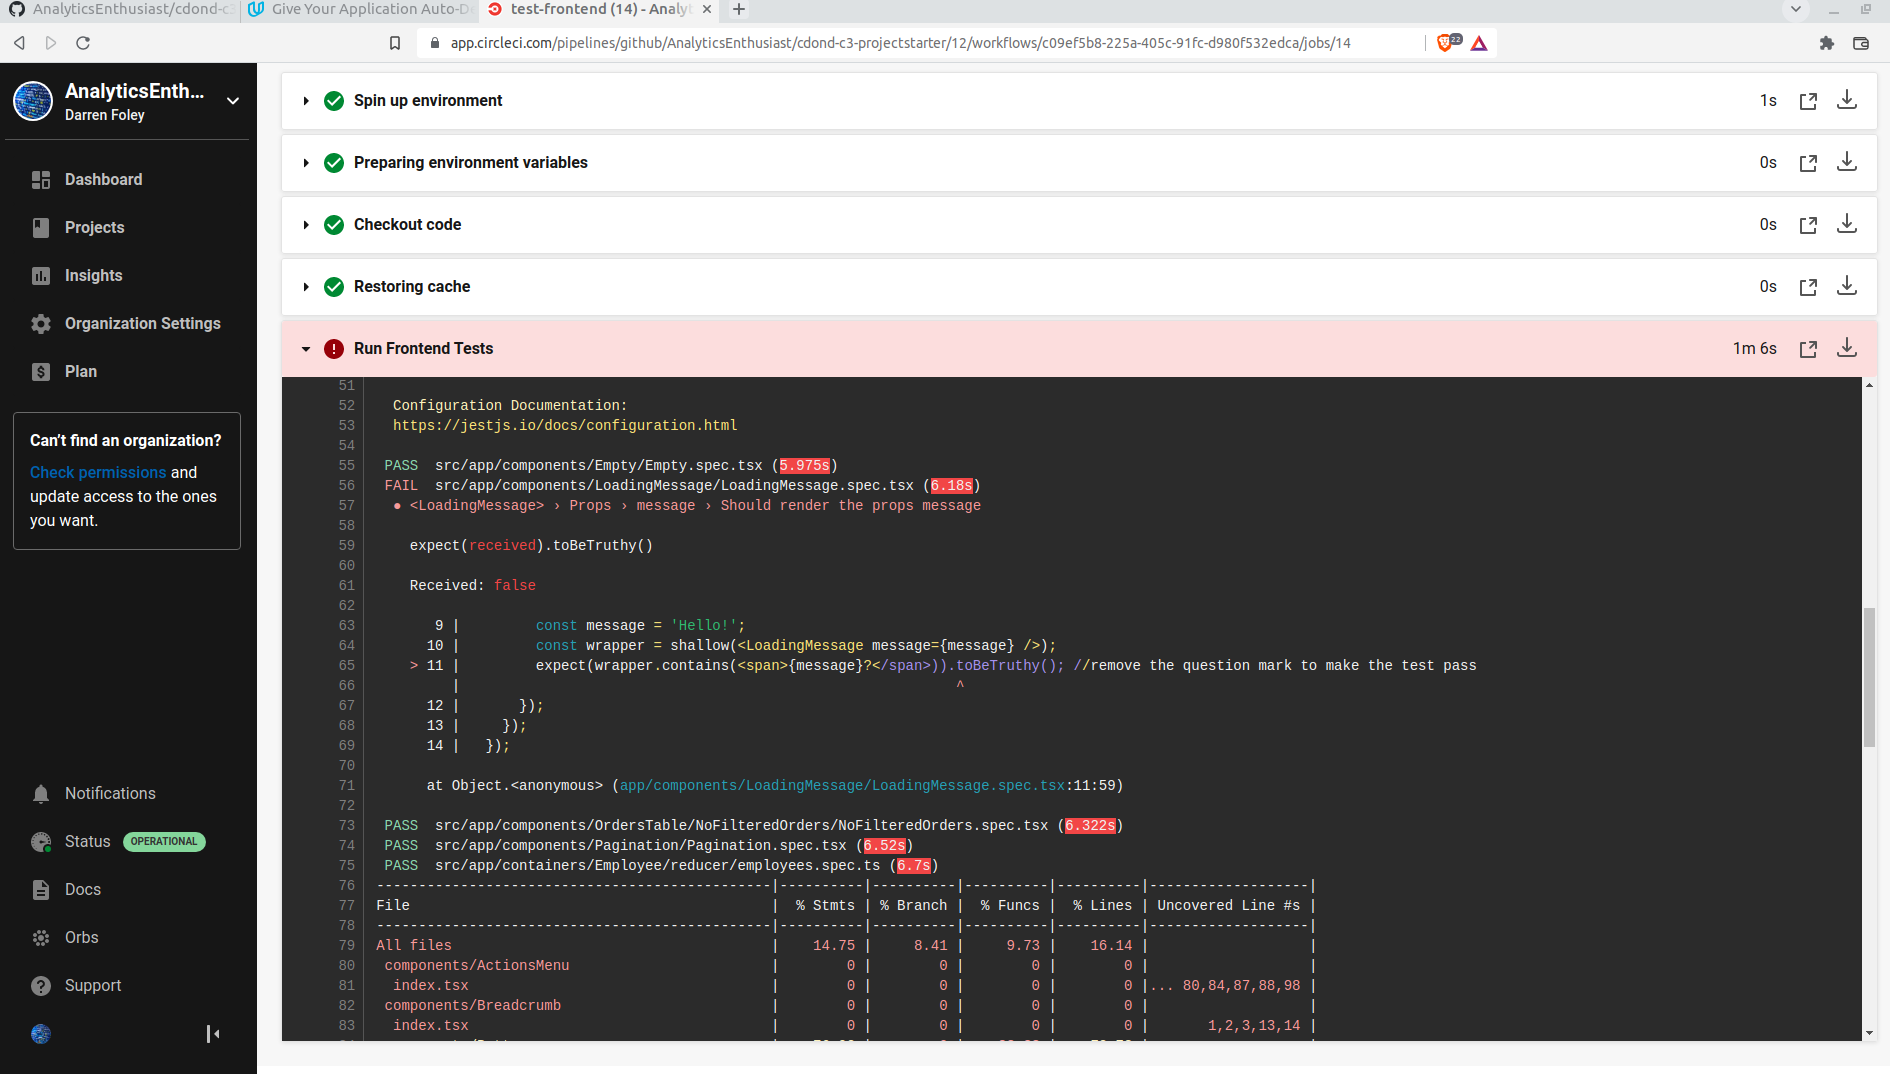 AnalyticsEnthusiast/cdond-c3
Give Your Application Auto-De
test-frontend (14) - Analyt
app.circleci.com/pipelines/github/AnalyticsEnthusiast/cdond-c3-projectstarter/12/workflows/c09ef5b8-225a-405c-91fc-d980f532edca/jobs/14
22
AnalyticsEnth...
Darren Foley
Dashboard
Projects
Insights
Organization Settings
Plan
Can't find an organization?
Check permissions and
update access to the ones
you want.
Notifications
Status OPERATIONAL
Docs
Orbs
Support
Spin up environment 1s
Preparing environment variables 0s
Checkout code 0s
Restoring cache 0s
Run Frontend Tests 1m 6s
51
52 Configuration Documentation:
53 https://jestjs.io/docs/configuration.html
54
55 PASS src/app/components/Empty/Empty.spec.tsx (5.975s)
56 FAIL src/app/components/LoadingMessage/LoadingMessage.spec.tsx (6.18s)
57 ● <LoadingMessage> › Props › message › Should render the props message
58
59 expect(received).toBeTruthy()
60
61 Received: false
62
63 9 | const message = 'Hello!';
64 10 | const wrapper = shallow(<LoadingMessage message={message} />);
65 > 11 | expect(wrapper.contains(<span>{message}?</span>)).toBeTruthy(); //remove the question mark to make the test pass
66 | ^
67 12 | });
68 13 | });
69 14 | });
70
71 at Object.<anonymous> (app/components/LoadingMessage/LoadingMessage.spec.tsx:11:59)
72
73 PASS src/app/components/OrdersTable/NoFilteredOrders/NoFilteredOrders.spec.tsx (6.322s)
74 PASS src/app/components/Pagination/Pagination.spec.tsx (6.52s)
75 PASS src/app/containers/Employee/reducer/employees.spec.ts (6.7s)
76 -----------------------------------------------|----------|----------|----------|----------|-------------------|
77 File | % Stmts | % Branch | % Funcs | % Lines | Uncovered Line #s |
78 -----------------------------------------------|----------|----------|----------|----------|-------------------|
79 All files | 14.75 | 8.41 | 9.73 | 16.14 | |
80 components/ActionsMenu | 0 | 0 | 0 | 0 | |
81 index.tsx | 0 | 0 | 0 | 0 |... 80,84,87,88,98 |
82 components/Breadcrumb | 0 | 0 | 0 | 0 | |
83 index.tsx | 0 | 0 | 0 | 0 | 1,2,3,13,14 |